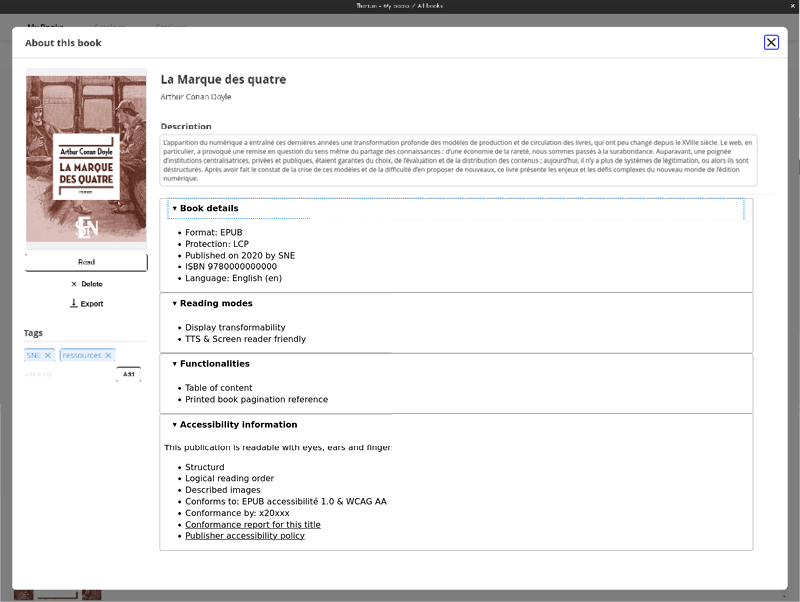 Thorium - My books / All books
About this book
Arthur Conan Doyle
LA MARQUE
DES QUATRE
roman
Read
Delete
Export
Tags
SNE
ressources
Add
La Marque des quatre
Arthur Conan Doyle
Description
L'apparition du numérique a entraîné ces dernières années une transformation profonde des modèles de production et de circulation des livres, qui ont peu changé depuis le XVIIIe siècle. Le web, en
particulier, a provoqué une remise en question du sens même du partage des connaissances : d'une économie de la rareté, nous sommes passés à la surabondance. Auparavant, une poignée
d'institutions centralisatrices, privées et publiques, étaient garantes du choix, de l'évaluation et de la distribution des contenus ; aujourd'hui, il n'y a plus de systèmes de légitimation, ou alors ils sont
déstructurés. Après avoir fait le constat de la crise de ces modèles et de la difficulté d'en proposer de nouveaux, ce livre présente les enjeux et les défis complexes du nouveau monde de l'édition
numérique.
▾ Book details
• Format: EPUB
• Protection: LCP
• Published on 2020 by SNE
• ISBN 9780000000000
• Language: English (en)
▾ Reading modes
• Display transformability
• TTS & Screen reader friendly
▾ Functionalities
• Table of content
• Printed book pagination reference
▾ Accessibility information
This publication is readable with eyes, ears and finger
• Structurd
• Logical reading order
• Described images
• Conforms to: EPUB accessibilité 1.0 & WCAG AA
• Conformance by: x20xxx
• Conformance report for this title
• Publisher accessibility policy